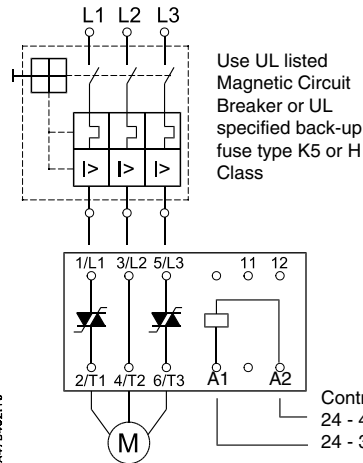 L1 L2 L3
Use UL listed
Magnetic Circuit
Breaker or UL
specified back-up
fuse type K5 or H
Class
I> I> I>
1/L1 3/L2 5/L3 11 12
2/T1 4/T2 6/T3 A1 A2
M
Contr
24 - 4
24 - 3